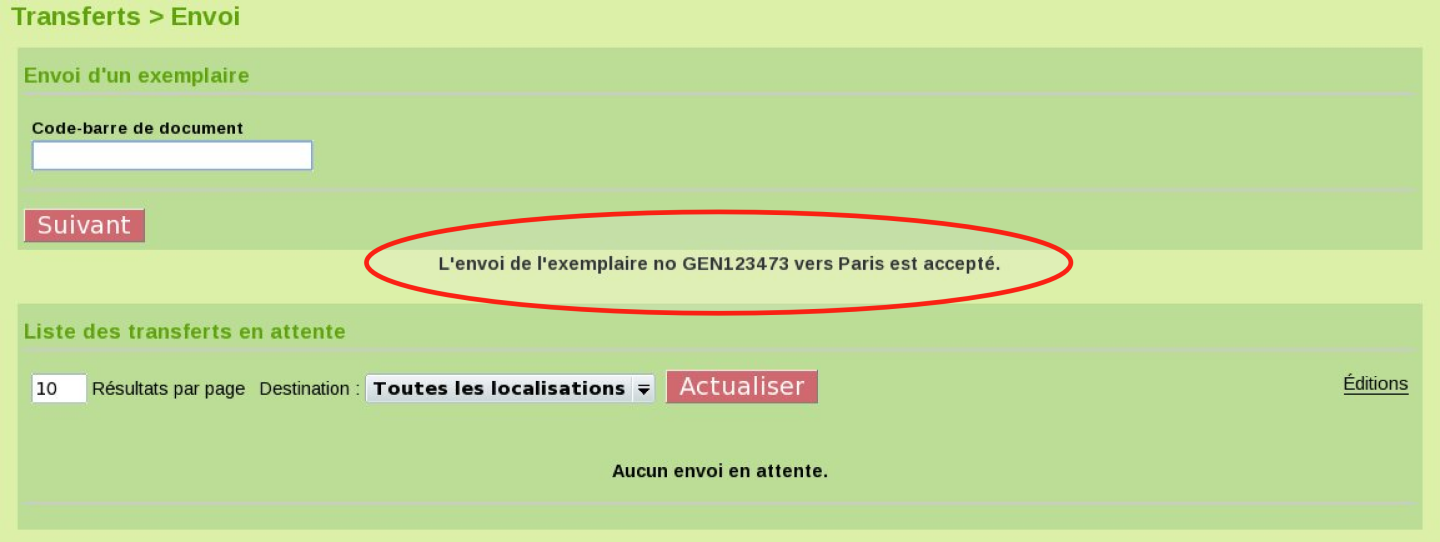 Transferts > Envoi
Envoi d'un exemplaire
Code-barre de document
Suivant
L'envoi de l'exemplaire no GEN123473 vers Paris est accepté.
Liste des transferts en attente
10 Résultats par page Destination : Toutes les localisations Actualiser Éditions
Aucun envoi en attente.